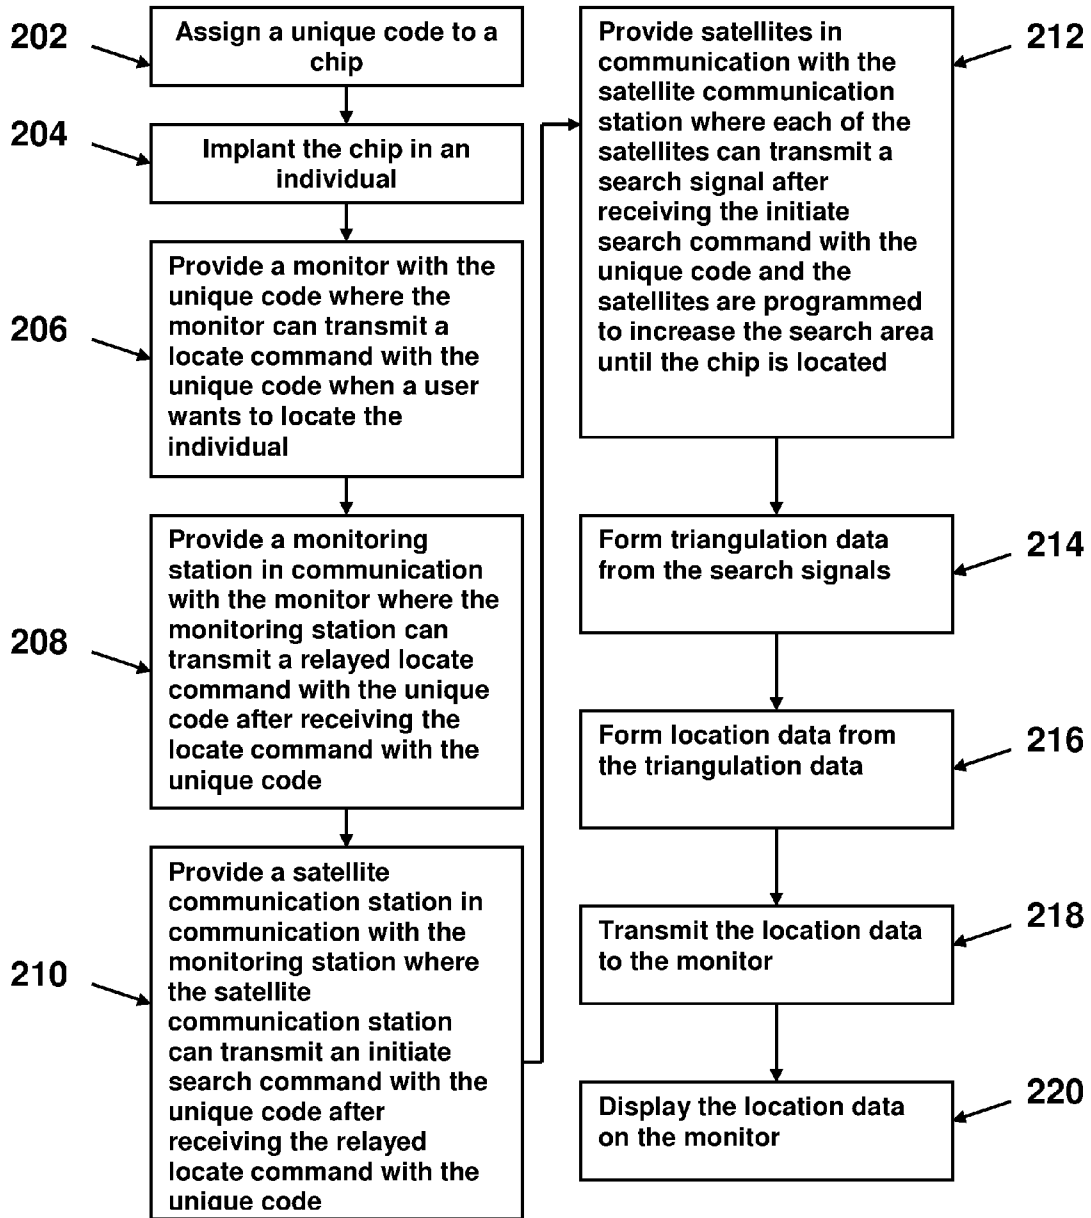 202
Assign a unique code to a
chip
204
Implant the chip in an
individual
206
Provide a monitor with the
unique code where the
monitor can transmit a
locate command with the
unique code when a user
wants to locate the
individual
208
Provide a monitoring
station in communication
with the monitor where the
monitoring station can
transmit a relayed locate
command with the unique
code after receiving the
locate command with the
unique code
210
Provide a satellite
communication station in
communication with the
monitoring station where
the satellite
communication station
can transmit an initiate
search command with the
unique code after
receiving the relayed
locate command with the
unique code
212
Provide satellites in
communication with the
satellite communication
station where each of the
satellites can transmit a
search signal after
receiving the initiate
search command with the
unique code and the
satellites are programmed
to increase the search area
until the chip is located
214
Form triangulation data
from the search signals
216
Form location data from
the triangulation data
218
Transmit the location data
to the monitor
220
Display the location data
on the monitor